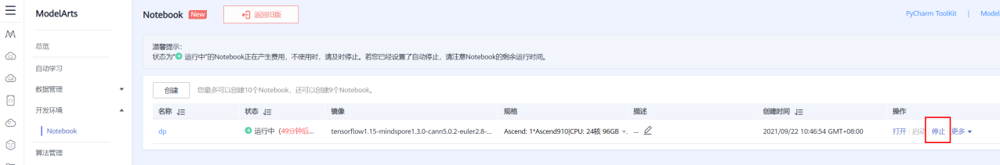 ModelArts
Notebook New 返回旧版
PyCharm ToolKit | Model
总览
自动学习
数据管理
开发环境
Notebook
算法管理
温馨提示:
状态为“运行中”的Notebook正在产生费用，不使用时，请及时停止。若您已经设置了自动停止，请注意Notebook的剩余运行时间。
创建 您最多可以创建10个Notebook，还可以创建9个Notebook。
名称 状态 镜像 规格 描述 创建时间 操作
dp 运行中（49分钟后... tensorflow1.15-mindspore1.3.0-cann5.0.2-euler2.8-... Ascend: 1*Ascend910|CPU: 24核 96GB -- 2021/09/22 10:46:54 GMT+08:00 打开 启动 停止 更多